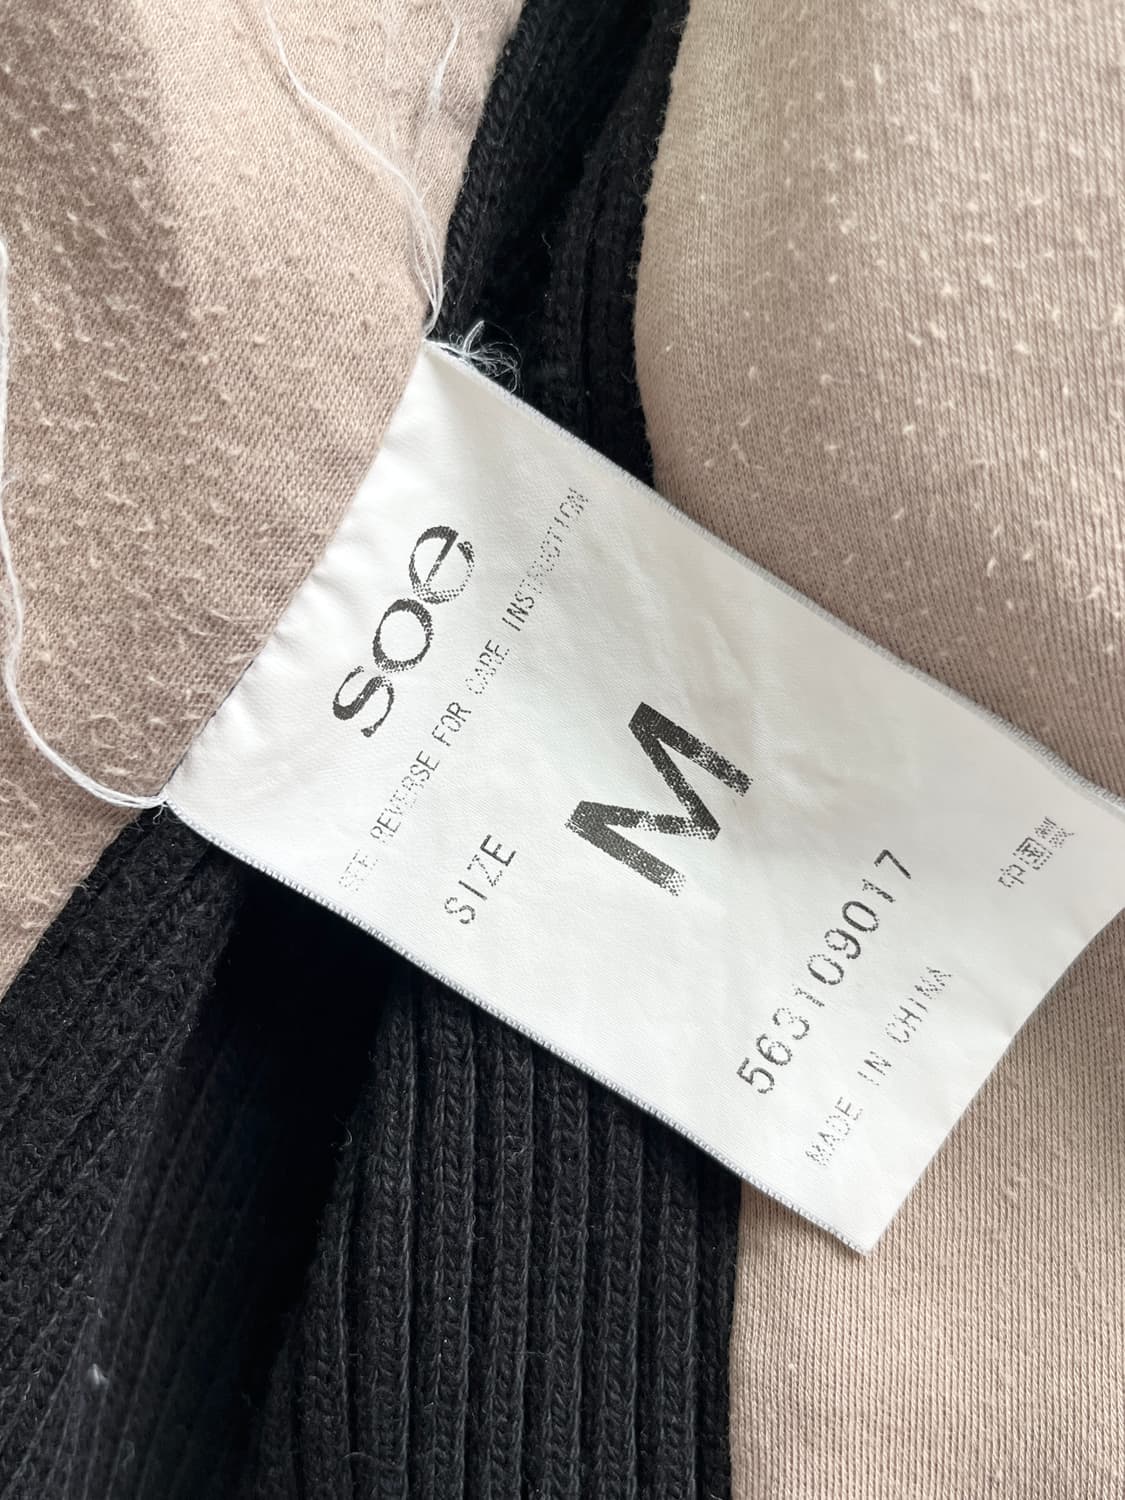 soe
SEE REVERSE FOR CARE INSTRUCTION
SIZE
M
563109017
MADE IN CHINA
中国製